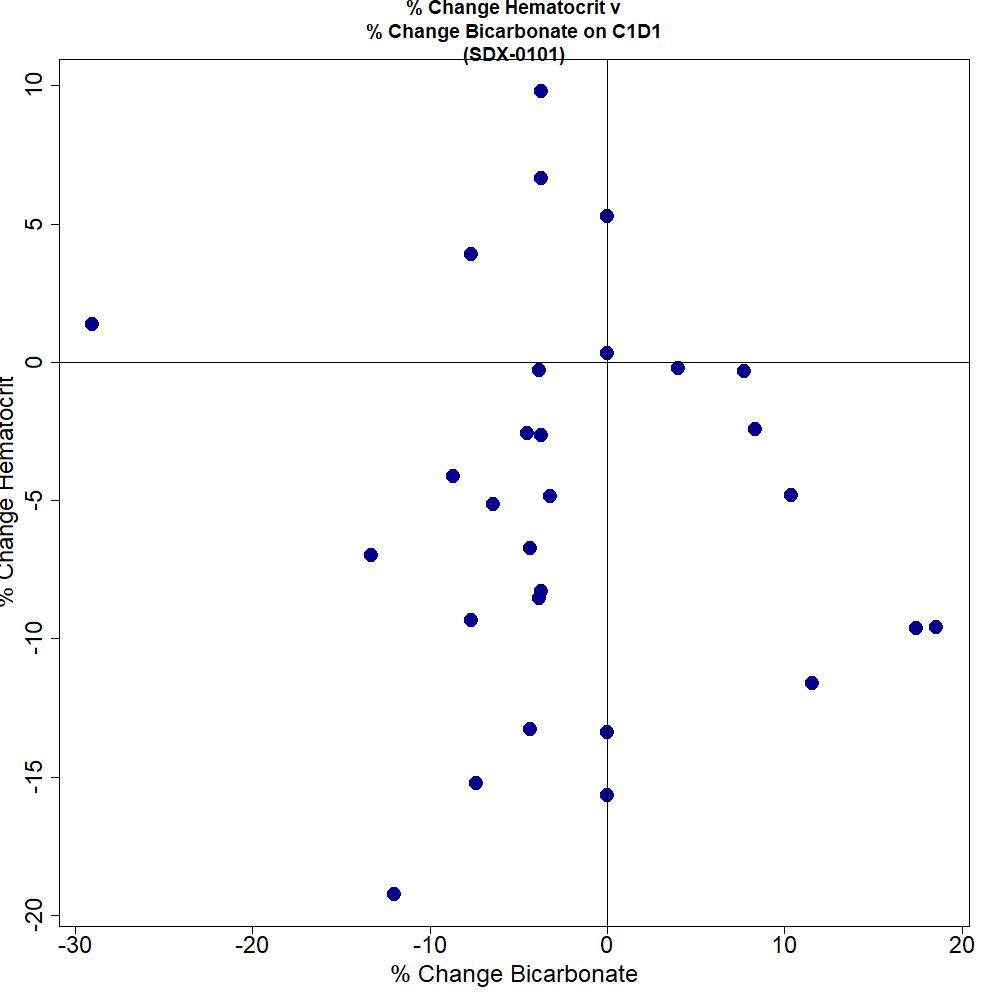 % Change Hematocrit v
% Change Bicarbonate on C1D1
(SDX-0101)
% Change Hematocrit
10
5
0
-5
-10
-15
-20
-30
-20
-10
0
10
20
% Change Bicarbonate